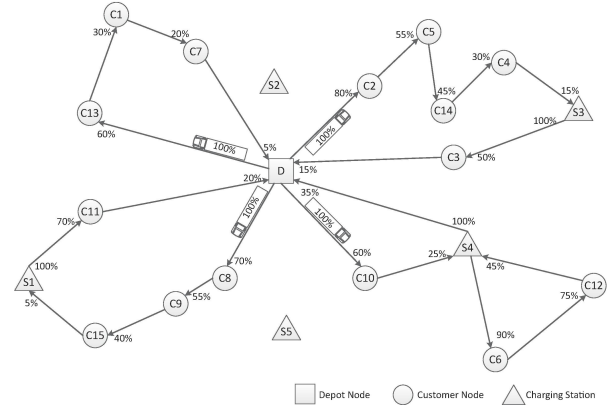 C1
20%
30%
C7
C13
60%
100%
5%
S2
C5
55%
C2
80%
100%
C14
45%
C4
30%
15%
S3
100%
C3
50%
D
15%
20%
35%
100%
100%
C11
70%
100%
S1
5%
C15
40%
C9
55%
C8
70%
60%
C10
25%
100%
S4
45%
C12
75%
90%
C6
S5
Depot Node
Customer Node
Charging Station